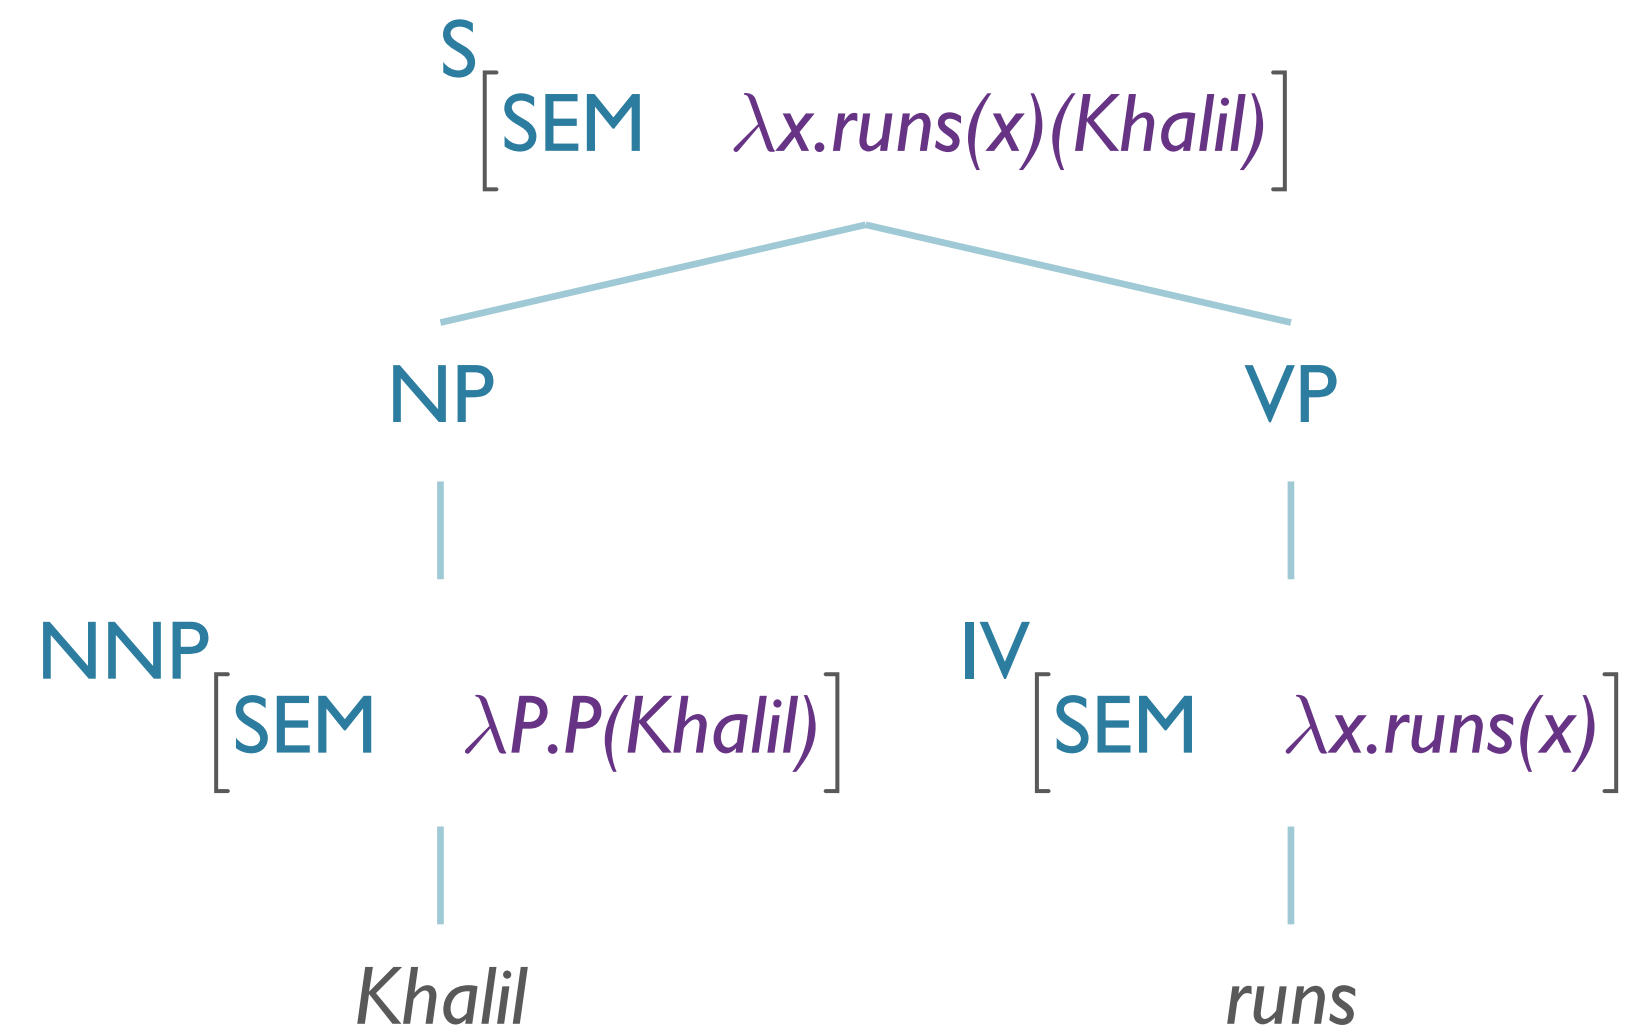 S
[SEM λx.runs(x)(Khalil)]
NP VP
NNP IV
[SEM λP.P(Khalil)] [SEM λx.runs(x)]
Khalil runs